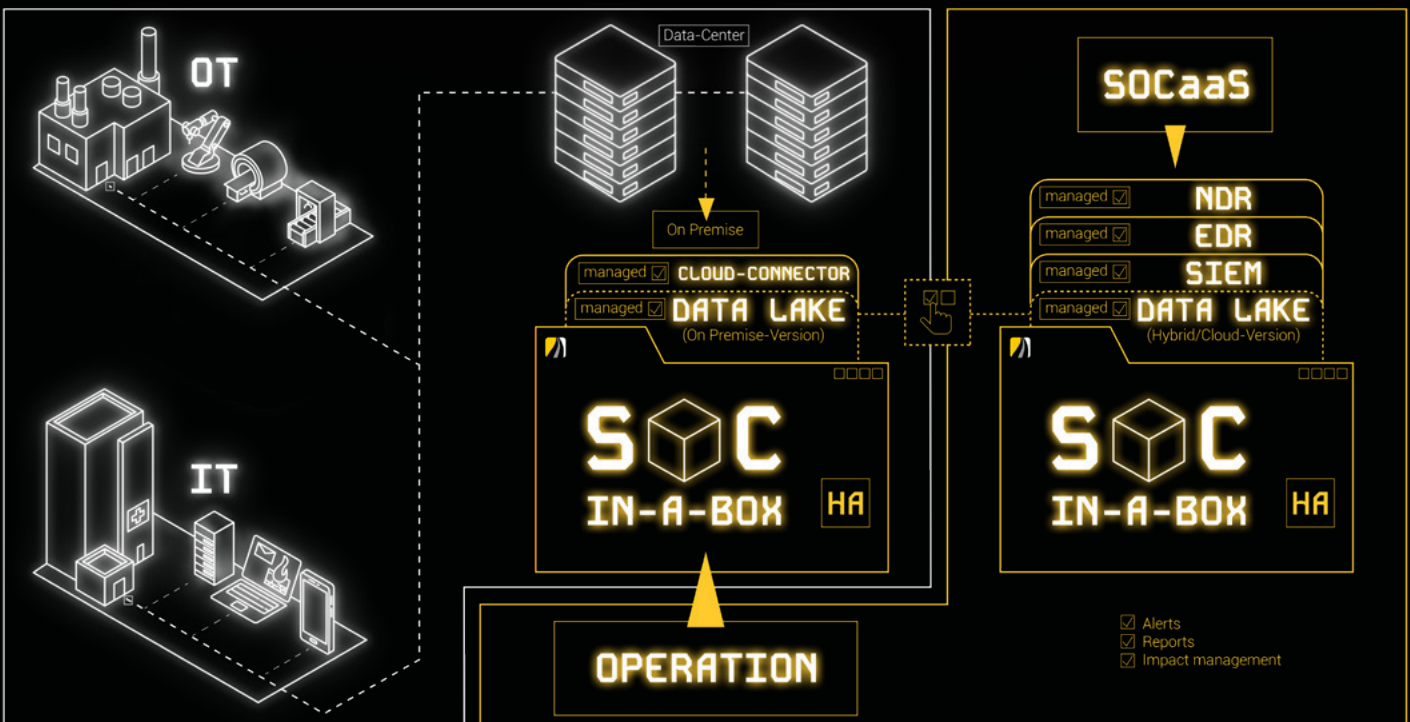 OT
IT
Data-Center
On Premise
managed CLOUD-CONNECTOR
managed DATA LAKE
(On Premise-Version)
S C
IN-A-BOX
HA
OPERATION
SOCaaS
managed NDR
managed EDR
managed SIEM
managed DATA LAKE
(Hybrid/Cloud-Version)
S C
IN-A-BOX
HA
Alerts
Reports
Impact management